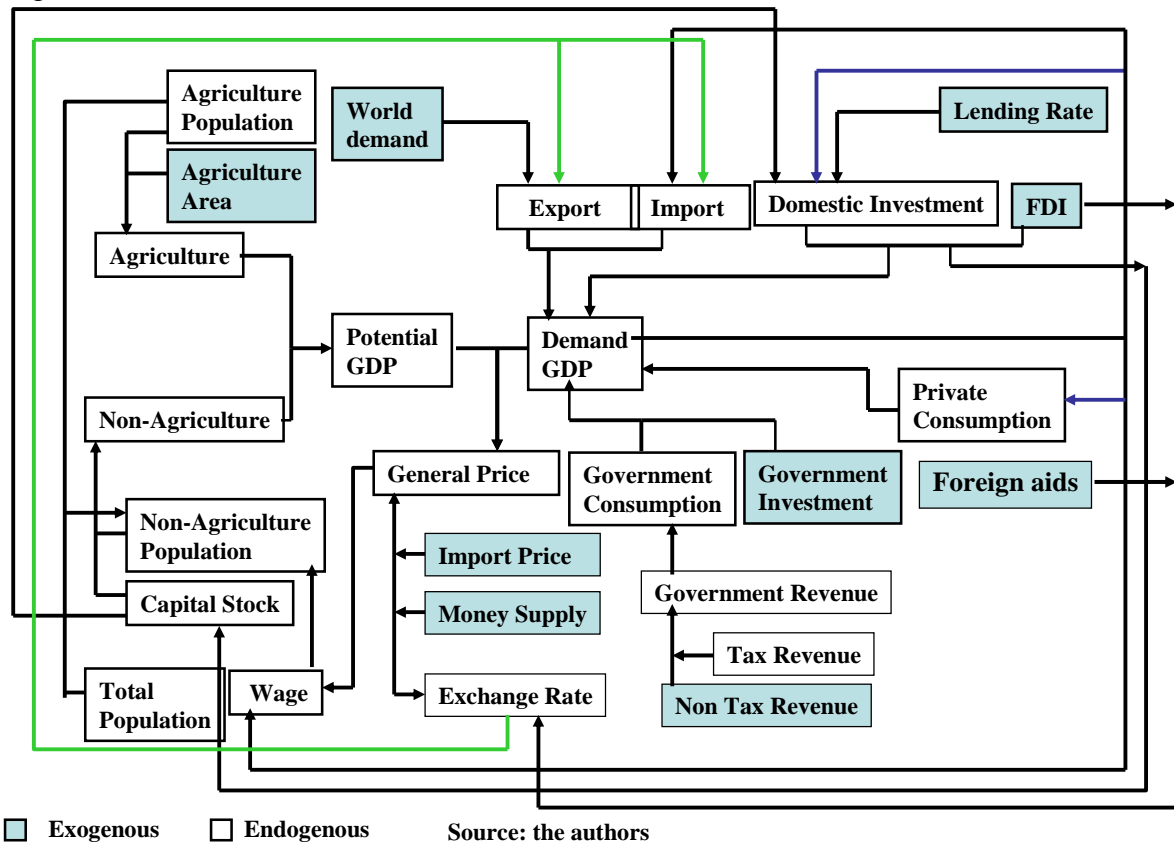 Agriculture
Population
World
demand
Lending Rate
Agriculture
Area
Export
Import
Domestic Investment
FDI
Agriculture
Potential
GDP
Demand
GDP
Private
Consumption
Non-Agriculture
General Price
Government
Consumption
Government
Investment
Foreign aids
Non-Agriculture
Population
Import Price
Capital Stock
Money Supply
Government Revenue
Tax Revenue
Total
Population
Wage
Exchange Rate
Non Tax Revenue
Exogenous
Endogenous
Source: the authors